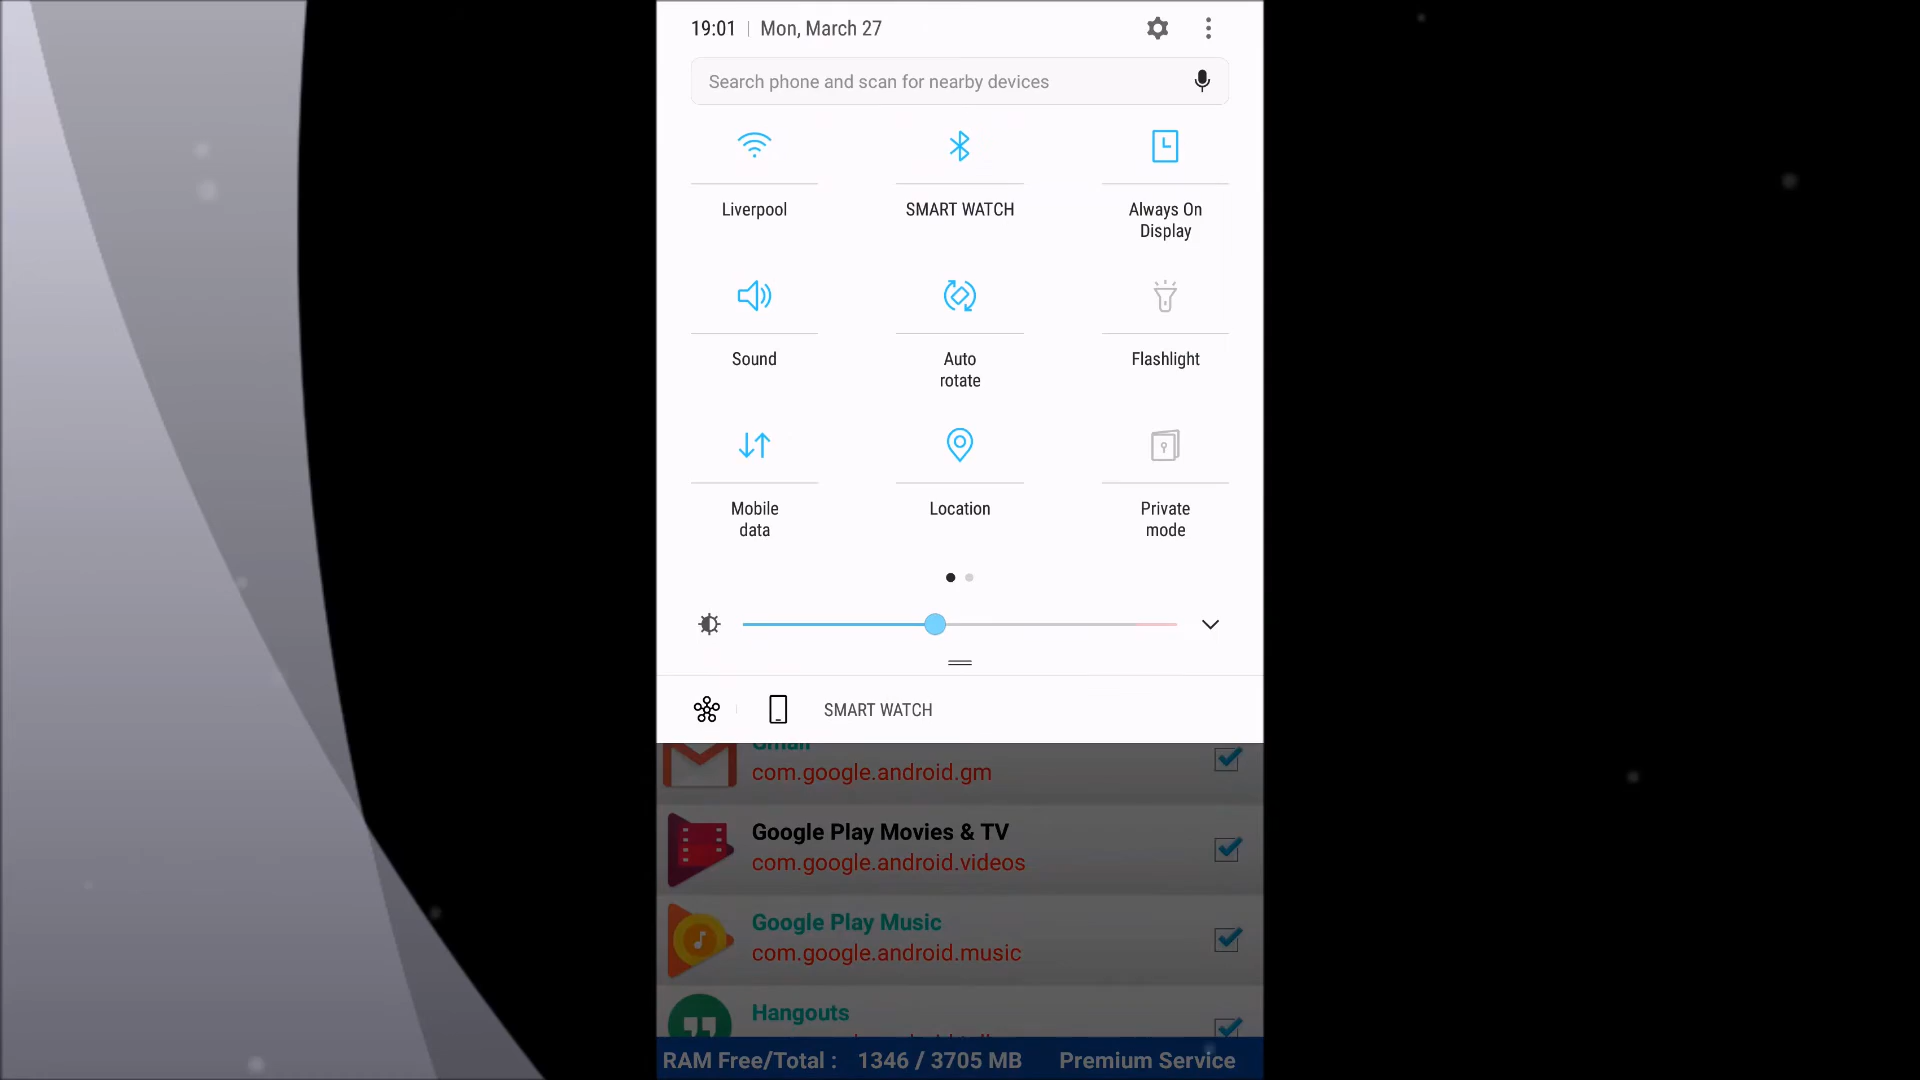 19:01 | Mon, March 27
Search phone and scan for nearby devices
Liverpool
SMART WATCH
Always On
Display
Sound
Auto
rotate
Flashlight
Mobile
data
Location
Private
mode
SMART WATCH
Gmail
com.google.android.gm
Google Play Movies & TV
com.google.android.videos
Google Play Music
com.google.android.music
Hangouts
RAM Free/Total : 1346 / 3705 MB Premium Service